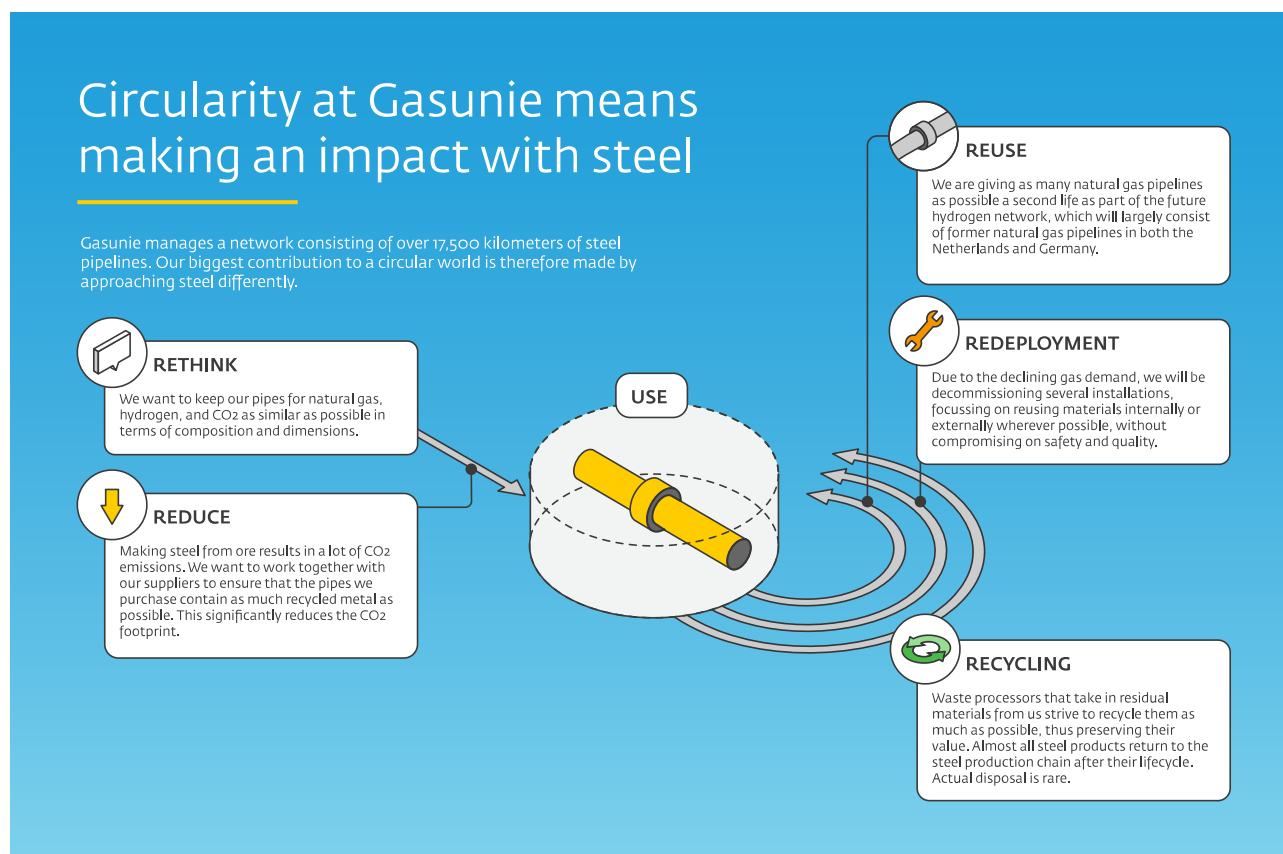 Circularity at Gasunie means
making an impact with steel
Gasunie manages a network consisting of over 17,500 kilometers of steel
pipelines. Our biggest contribution to a circular world is therefore made by
approaching steel differently.
RETHINK
We want to keep our pipes for natural gas,
hydrogen, and CO2 as similar as possible in
terms of composition and dimensions.
REDUCE
Making steel from ore results in a lot of CO2
emissions. We want to work together with
our suppliers to ensure that the pipes we
purchase contain as much recycled metal as
possible. This significantly reduces the CO2
footprint.
USE
REUSE
We are giving as many natural gas pipelines
as possible a second life as part of the future
hydrogen network, which will largely consist
of former natural gas pipelines in both the
Netherlands and Germany.
REDEPLOYMENT
Due to the declining gas demand, we will be
decommissioning several installations,
focussing on reusing materials internally or
externally wherever possible, without
compromising on safety and quality.
RECYCLING
Waste processors that take in residual
materials from us strive to recycle them as
much as possible, thus preserving their
value. Almost all steel products return to the
steel production chain after their lifecycle.
Actual disposal is rare.